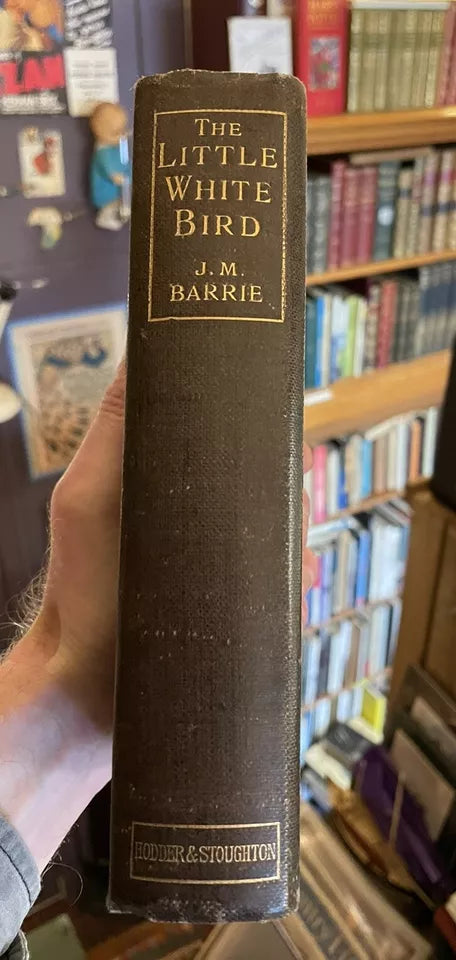 THE
LITTLE
WHITE
BIRD
J. M.
BARRIE
HODDER & STOUGHTON